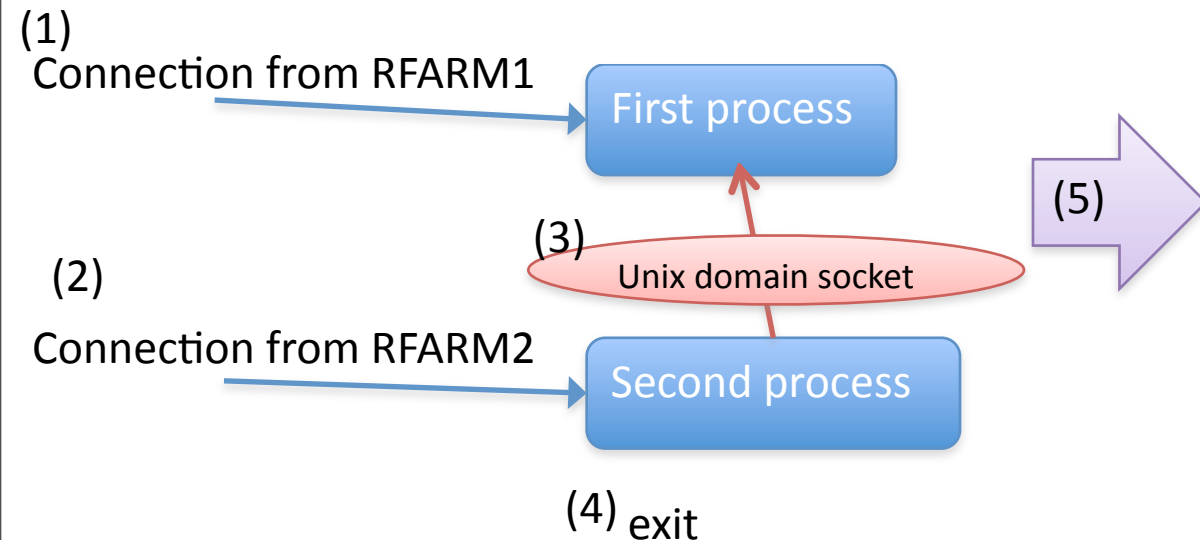 (1)
Connection from RFARM1
First process
(5)
(3)
Unix domain socket
(2)
Connection from RFARM2
Second process
(4) exit